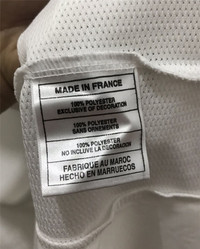 MADE IN FRANCE
100% POLYESTER
EXCLUSIVE OF DECORATION
100% POLYESTER
SANS ORNEMENTS
100% POLYESTER
NO INCLUYE LA DECORACIÓN
FABRIQUE AU MAROC
HECHO EN MARRUECOS